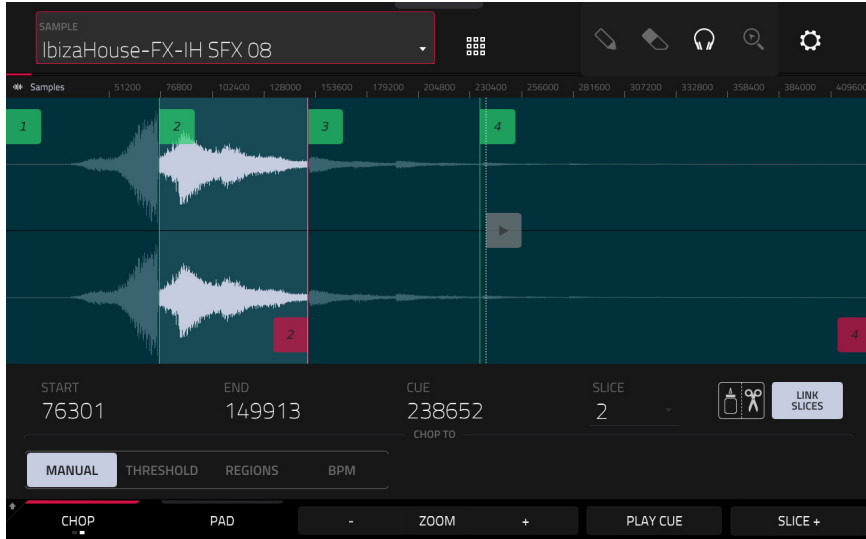 SAMPLE
IbizaHouse-FX-IH SFX 08
Samples 51200 76800 102400 128000 153600 179200 204800 230400 256000 281600 307200 332800 358400 384000 409600
1 2 3 4
2 4
START END CUE SLICE
76301 149913 238652 2
LINK
SLICES
CHOP TO
MANUAL THRESHOLD REGIONS BPM
CHOP PAD - ZOOM + PLAY CUE SLICE +